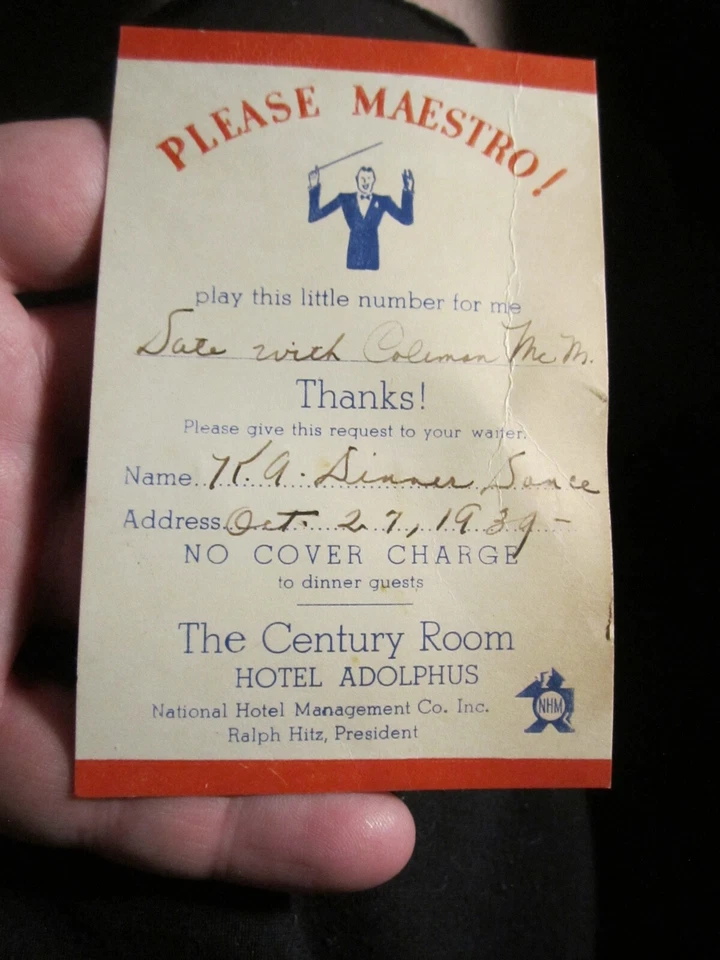 PLEASE MAESTRO!
play this little number for me
Date with Coleman McM.
Thanks!
Please give this request to your waiter.
Name K.A. Dinner Dance
Address Oct. 27, 1939-
NO COVER CHARGE
to dinner guests
The Century Room
HOTEL ADOLPHUS
National Hotel Management Co. Inc.
Ralph Hitz, President
NHM